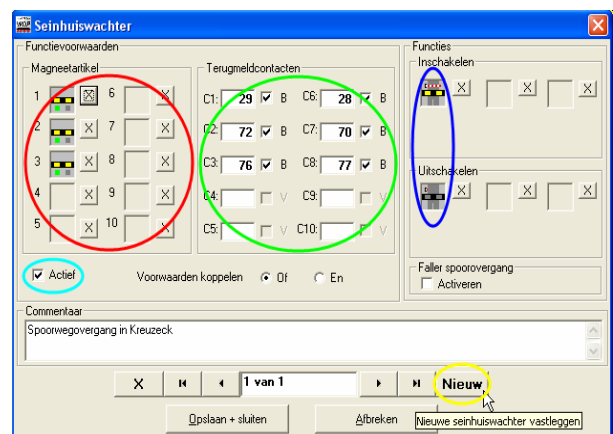 Seinhuiswachter
Functievoorwaarden
Magneetartikel
1 X 6 X
2 X 7 X
3 X 8 X
4 X 9 X
5 X 10 X
Terugmeldcontacten
C1: 29 B C6: 28 B
C2: 72 B C7: 70 B
C3: 76 B C8: 77 B
C4: V C9: V
C5: V C10: V
Functies
Inschakelen
X X X
Uitschakelen
X X X
Actief Voorwaarden koppelen Of En
Faller spoorovergang
Activeren
Commentaar
Spoorwegovergang in Kreuzeck
X 1 van 1 Nieuw
Opslaan + sluiten Afbreken
Nieuwe seinhuiswachter vastleggen